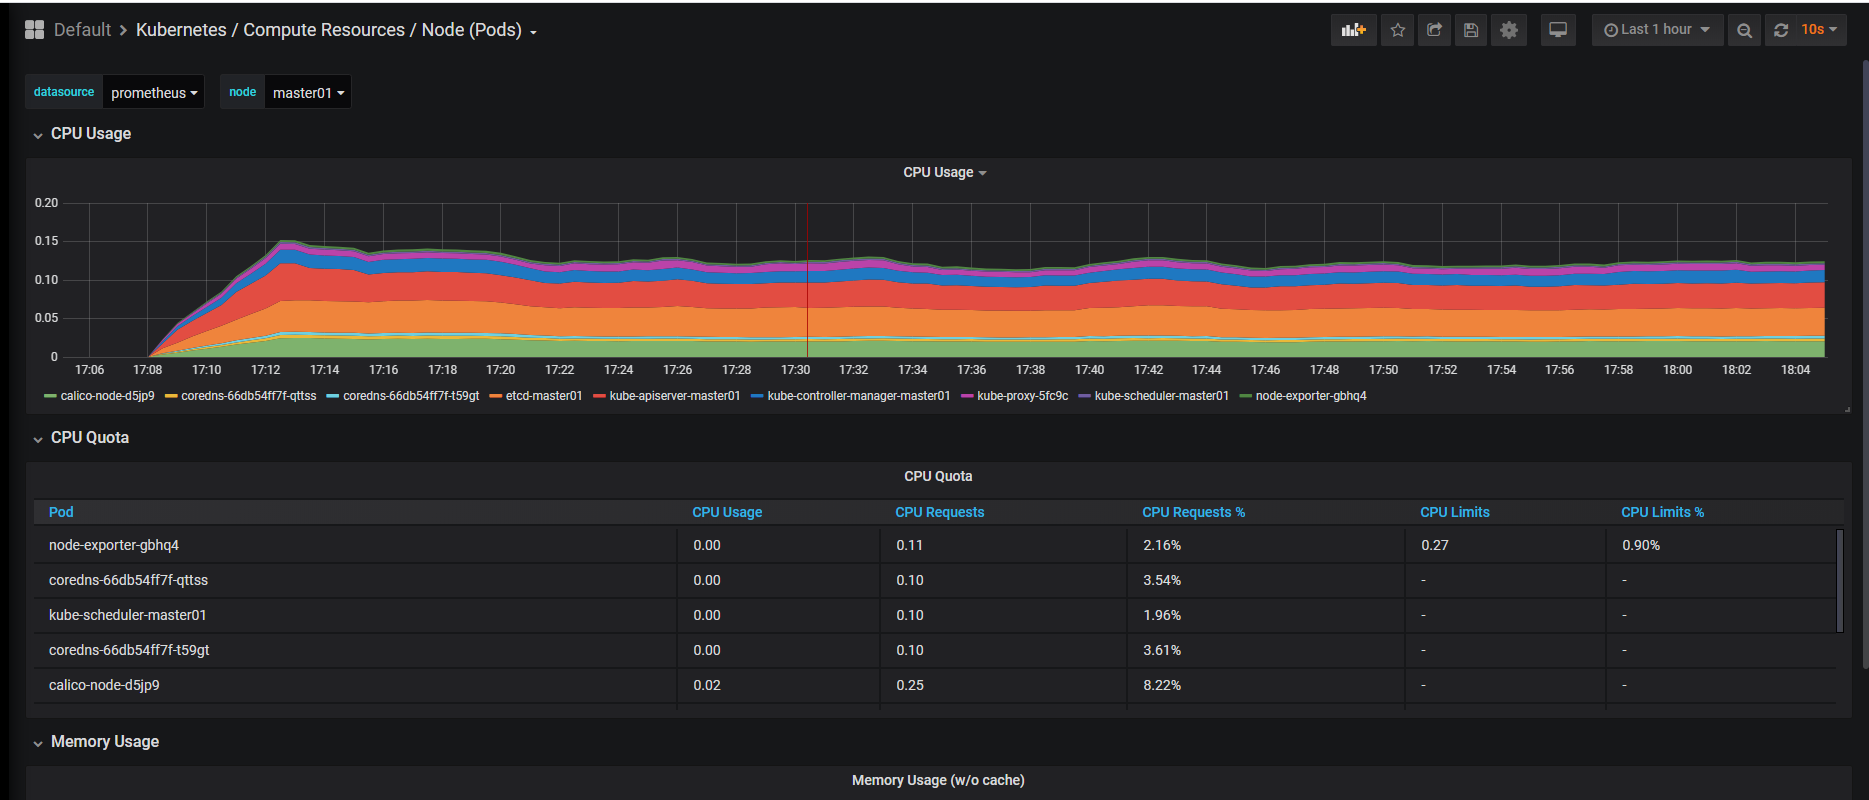 Default > Kubernetes / Compute Resources / Node (Pods)
Last 1 hour
10s
datasource prometheus node master01
CPU Usage
CPU Usage
0.20
0.15
0.10
0.05
0
17:06 17:08 17:10 17:12 17:14 17:16 17:18 17:20 17:22 17:24 17:26 17:28 17:30 17:32 17:34 17:36 17:38 17:40 17:42 17:44 17:46 17:48 17:50 17:52 17:54 17:56 17:58 18:00 18:02 18:04
calico-node-d5jp9 coredns-66db54ff7f-qttss coredns-66db54ff7f-t59gt etcd-master01 kube-apiserver-master01 kube-controller-manager-master01 kube-proxy-5fc9c kube-scheduler-master01 node-exporter-gbhq4
CPU Quota
CPU Quota
Pod CPU Usage CPU Requests CPU Requests % CPU Limits CPU Limits %
node-exporter-gbhq4 0.00 0.11 2.16% 0.27 0.90%
coredns-66db54ff7f-qttss 0.00 0.10 3.54% - -
kube-scheduler-master01 0.00 0.10 1.96% - -
coredns-66db54ff7f-t59gt 0.00 0.10 3.61% - -
calico-node-d5jp9 0.02 0.25 8.22% - -
Memory Usage
Memory Usage (w/o cache)